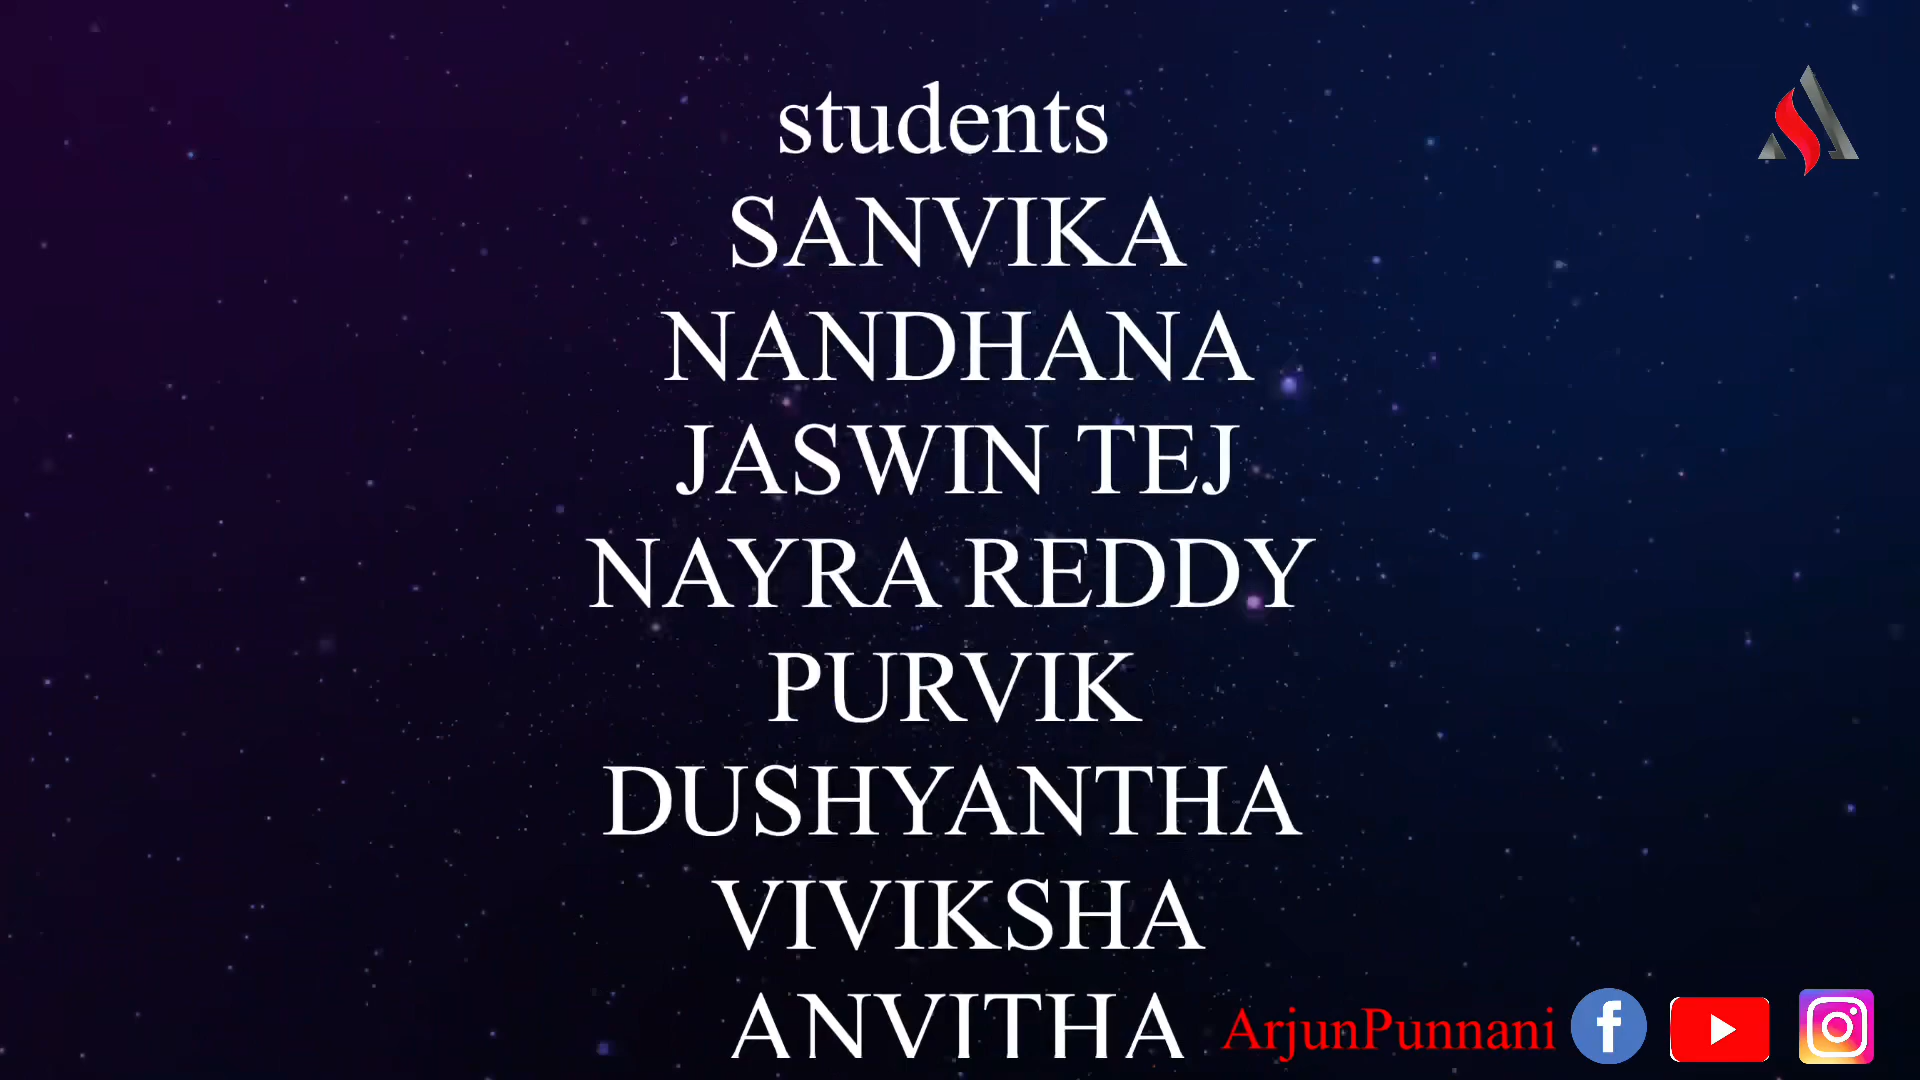 students
SANVIKA
NANDHANA
JASWIN TEJ
NAYRA REDDY
PURVIK
DUSHYANTHA
VIVIKSHA
ANVITHA
ArjunPunnani